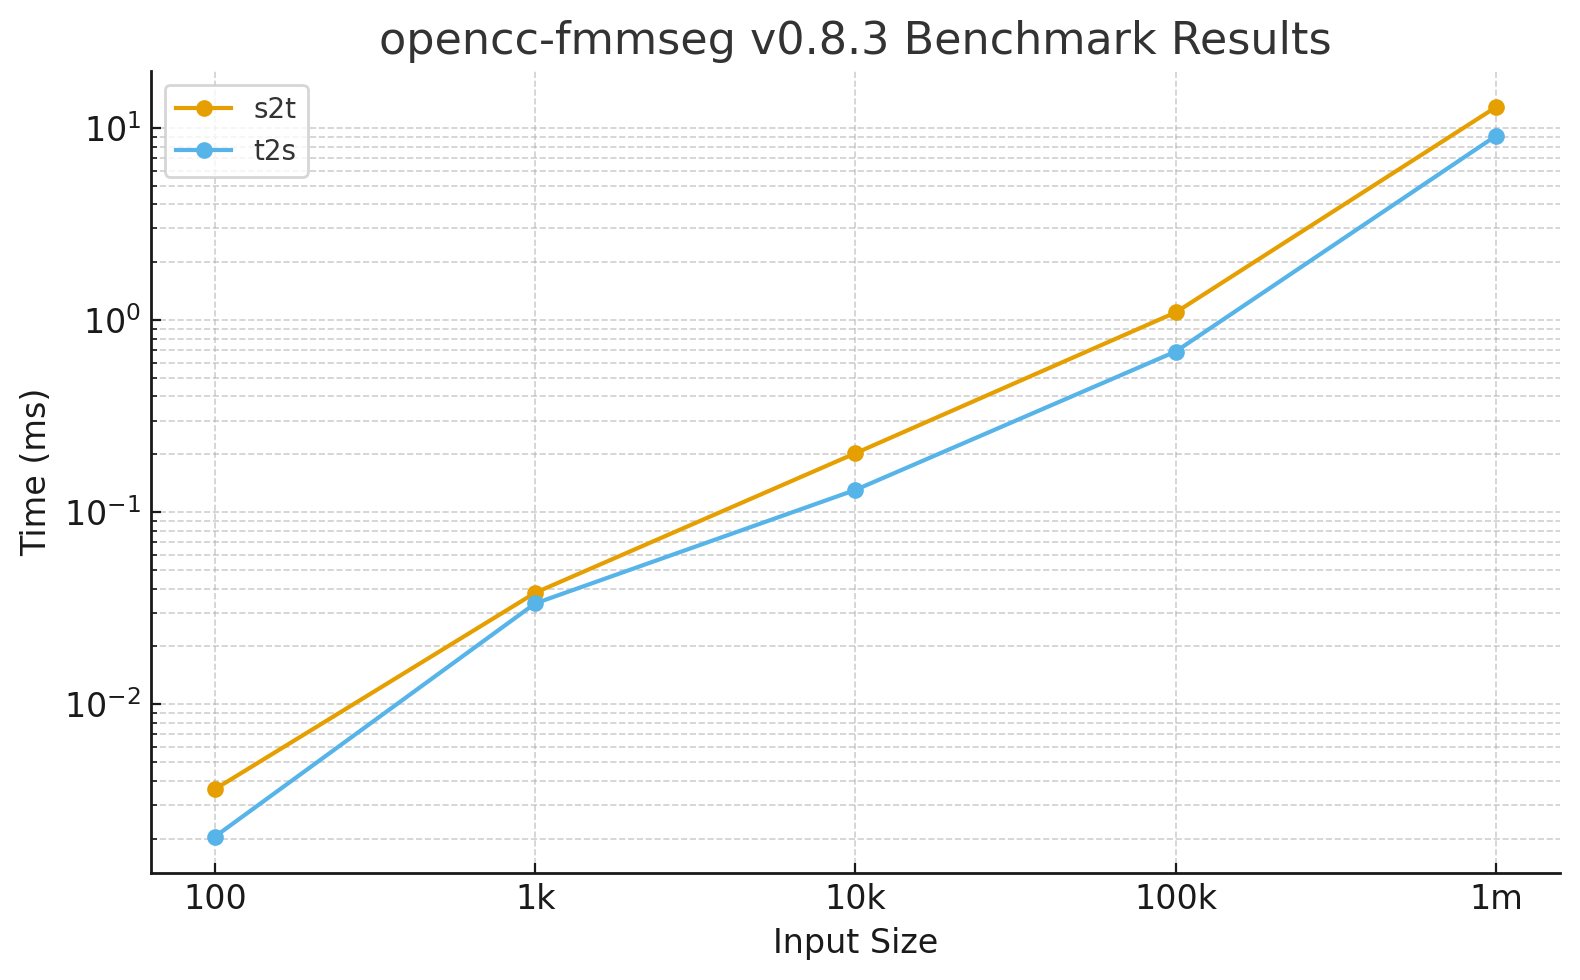 opencc-fmmseg v0.8.3 Benchmark Results
s2t
t2s
10¹
10⁰
10⁻¹
10⁻²
Time (ms)
100 1k 10k 100k 1m
Input Size